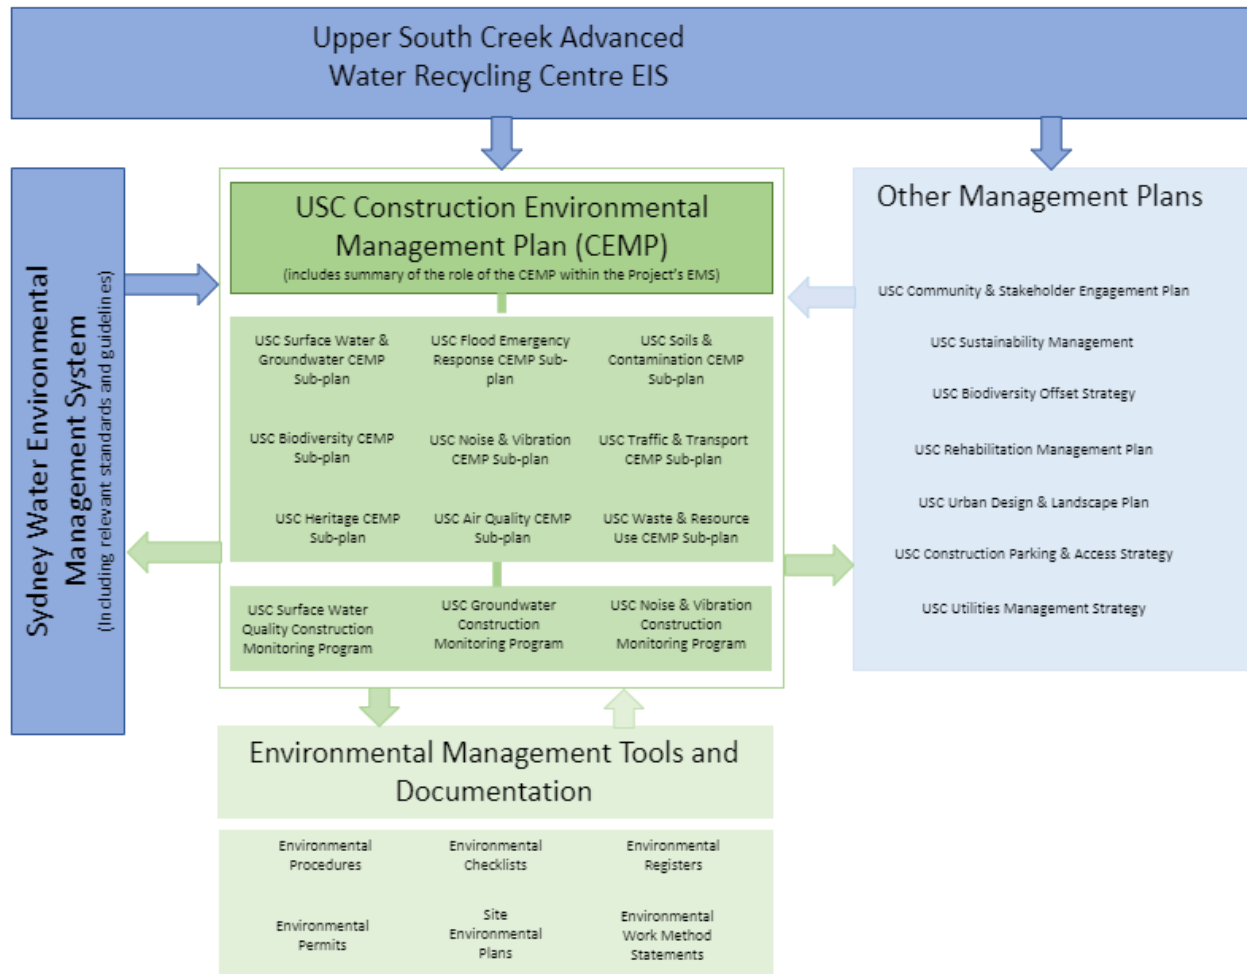 Upper South Creek Advanced
Water Recycling Centre EIS
Sydney Water Environmental
Management System
(Including relevant standards and guidelines)
USC Construction Environmental
Management Plan (CEMP)
(includes summary of the role of the CEMP within the Project's EMS)
USC Surface Water &
Groundwater CEMP
Sub-plan
USC Flood Emergency
Response CEMP Sub-
plan
USC Soils &
Contamination CEMP
Sub-plan
USC Biodiversity CEMP
Sub-plan
USC Noise & Vibration
CEMP Sub-plan
USC Traffic & Transport
CEMP Sub-plan
USC Heritage CEMP
Sub-plan
USC Air Quality CEMP
Sub-plan
USC Waste & Resource
Use CEMP Sub-plan
USC Surface Water
Quality Construction
Monitoring Program
USC Groundwater
Construction
Monitoring Program
USC Noise & Vibration
Construction
Monitoring Program
Other Management Plans
USC Community & Stakeholder Engagement Plan
USC Sustainability Management
USC Biodiversity Offset Strategy
USC Rehabilitation Management Plan
USC Urban Design & Landscape Plan
USC Construction Parking & Access Strategy
USC Utilities Management Strategy
Environmental Management Tools and
Documentation
Environmental
Procedures
Environmental
Checklists
Environmental
Registers
Environmental
Permits
Site
Environmental
Plans
Environmental
Work Method
Statements